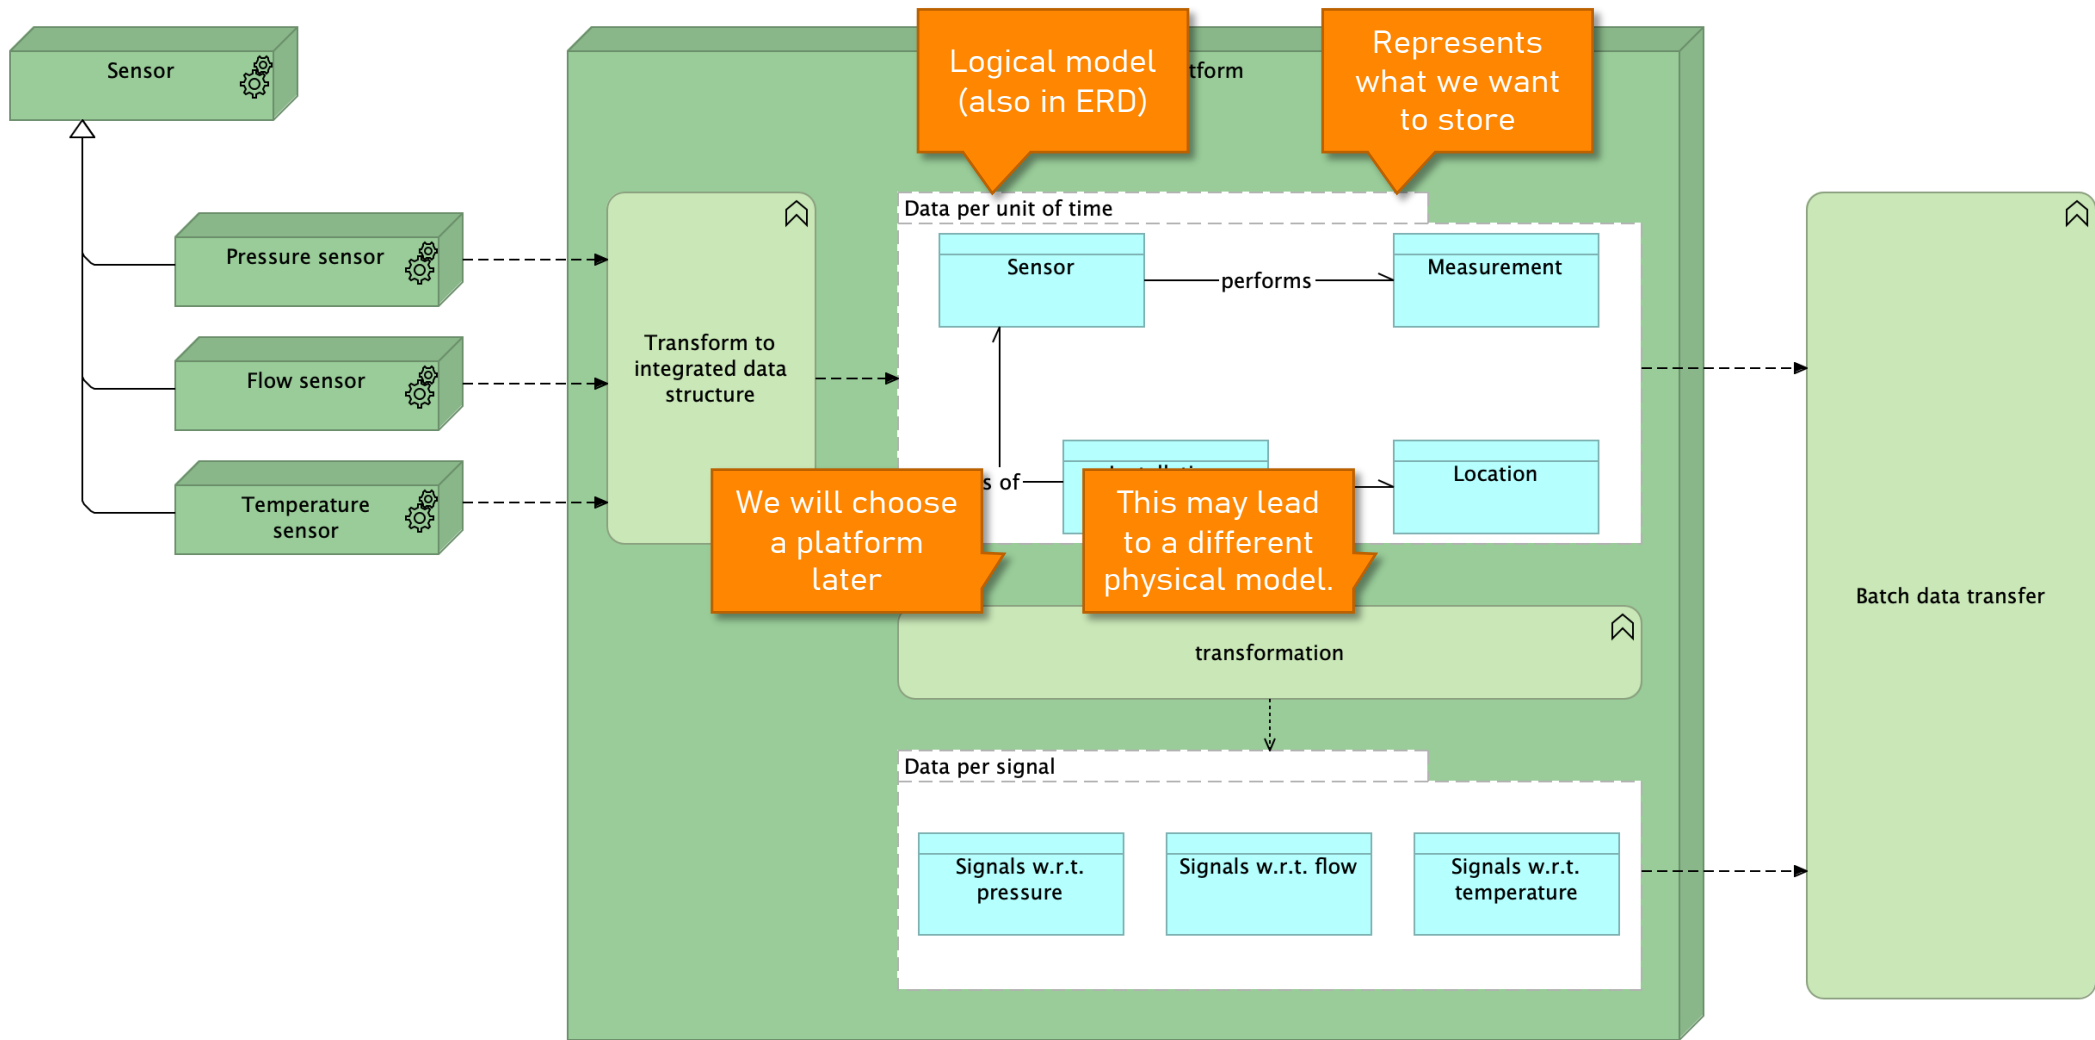 Sensor
Pressure sensor
Flow sensor
Temperature
sensor
tform
Logical model
(also in ERD)
Represents
what we want
to store
Transform to
integrated data
structure
Data per unit of time
Sensor
performs
Measurement
s of
Location
We will choose
a platform
later
This may lead
to a different
physical model.
transformation
Data per signal
Signals w.r.t.
pressure
Signals w.r.t. flow
Signals w.r.t.
temperature
Batch data transfer